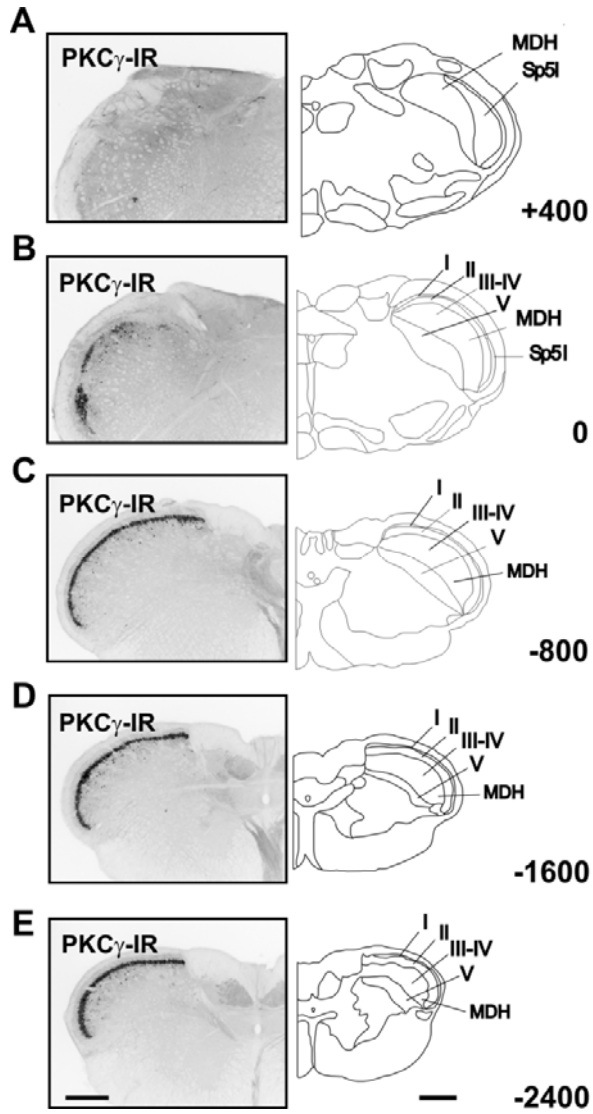 A
PKCγ-IR
MDH
Sp5I
+400
B
PKCγ-IR
I
II
III-IV
V
MDH
Sp5I
0
C
PKCγ-IR
I
II
III-IV
V
MDH
-800
D
PKCγ-IR
I
II
III-IV
V
MDH
-1600
E
PKCγ-IR
I
II
III-IV
V
MDH
-2400